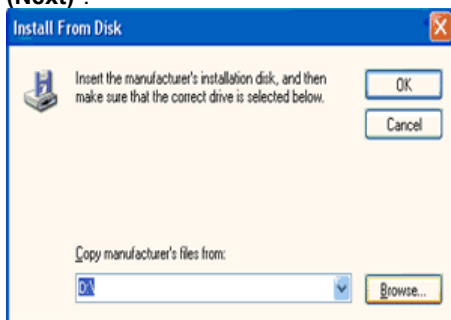 (Next) .
Install From Disk
Insert the manufacturer's installation disk, and then
make sure that the correct drive is selected below.
OK
Cancel
Copy manufacturer's files from:
D:\
Browse...